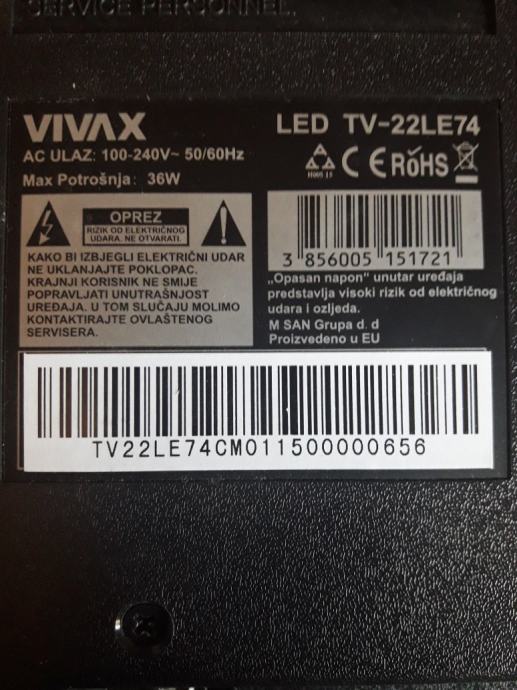 SERVICE PERSONNEL.
VIVAX
LED TV-22LE74
AC ULAZ: 100-240V~ 50/60Hz
Max Potrošnja: 36W
CE RoHS
OPREZ
RIZIK OD ELEKTRIČNOG
UDARA. NE OTVARATI.
KAKO BI IZBJEGLI ELEKTRIČNI UDAR
NE UKLANJAJTE POKLOPAC.
KRAJNJI KORISNIK NE SMIJE
POPRAVLJATI UNUTRAŠNJOST
UREĐAJA. U TOM SLUČAJU MOLIMO
KONTAKTIRAJTE OVLAŠTENOG
SERVISERA.
3 856005 151721
„Opasan napon" unutar uređaja
predstavlja visoki rizik od električnog
udara i ozljeda.
M SAN Grupa d. d
Proizvedeno u EU
TV22LE74CM011500000656